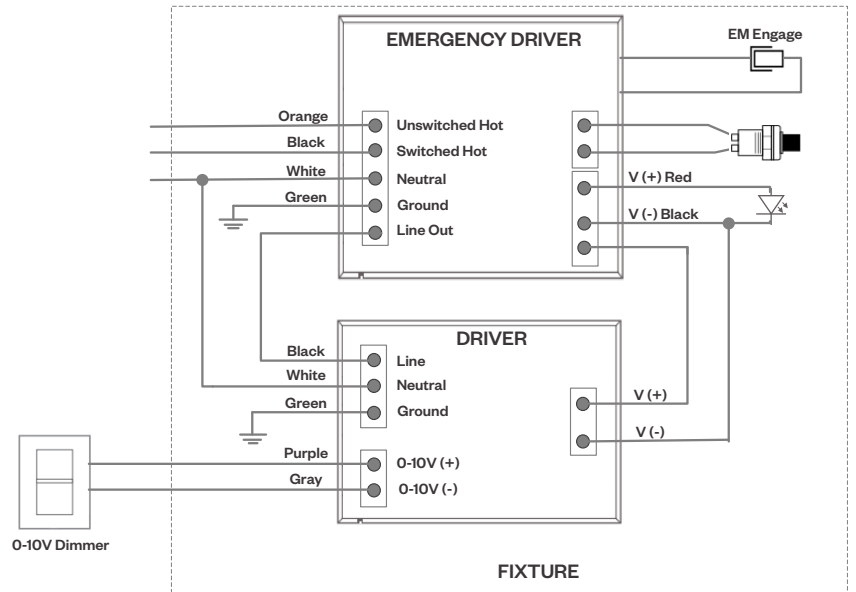 EMERGENCY DRIVER
EM Engage
Orange
Unswitched Hot
Black
Switched Hot
White
Neutral
Green
Ground
Line Out
V (+) Red
V (-) Black
DRIVER
Black
Line
White
Neutral
Green
Ground
V (+)
V (-)
Purple
0-10V (+)
Gray
0-10V (-)
0-10V Dimmer
FIXTURE